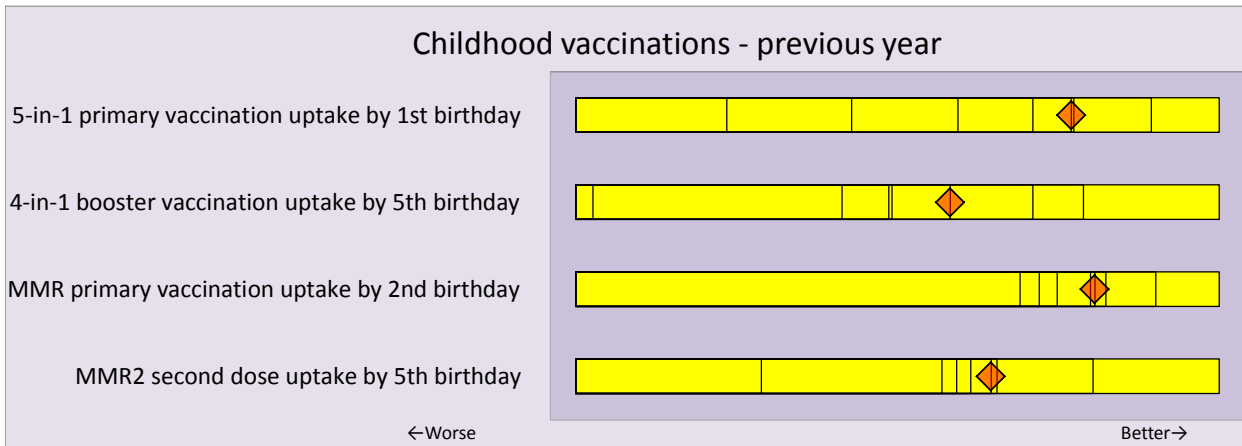 Childhood vaccinations - previous year
5-in-1 primary vaccination uptake by 1st birthday
4-in-1 booster vaccination uptake by 5th birthday
MMR primary vaccination uptake by 2nd birthday
MMR2 second dose uptake by 5th birthday
←Worse Better→